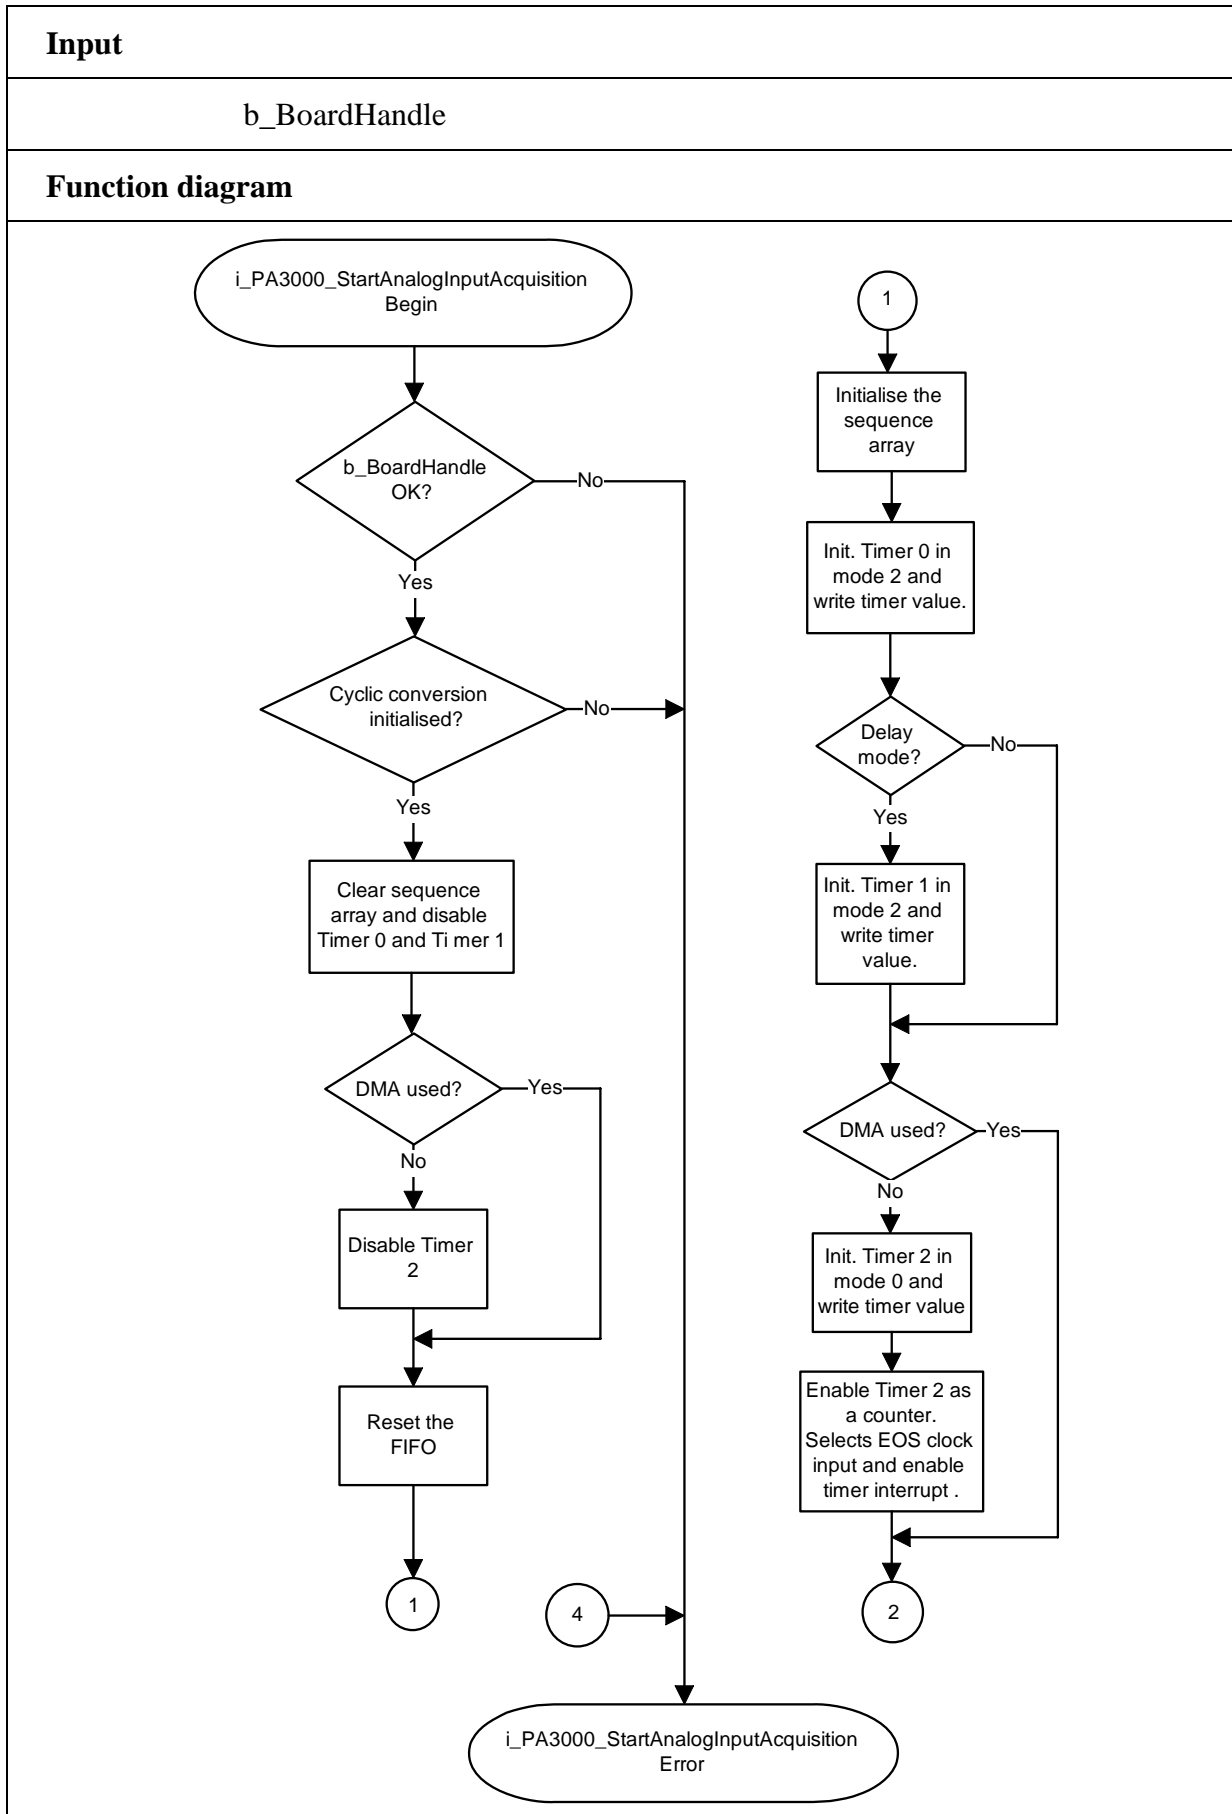 Input
b_BoardHandle
Function diagram
i_PA3000_StartAnalogInputAcquisition
Begin
b_BoardHandle
OK?
No
Yes
Cyclic conversion
initialised?
No
Yes
Clear sequence
array and disable
Timer 0 and Ti mer 1
DMA used?
Yes
No
Disable Timer
2
Reset the
FIFO
1
4
i_PA3000_StartAnalogInputAcquisition
Error
1
Initialise the
sequence
array
Init. Timer 0 in
mode 2 and
write timer value.
Delay
mode?
No
Yes
Init. Timer 1 in
mode 2 and
write timer
value.
DMA used?
Yes
No
Init. Timer 2 in
mode 0 and
write timer value
Enable Timer 2 as
a counter.
Selects EOS clock
input and enable
timer interrupt .
2